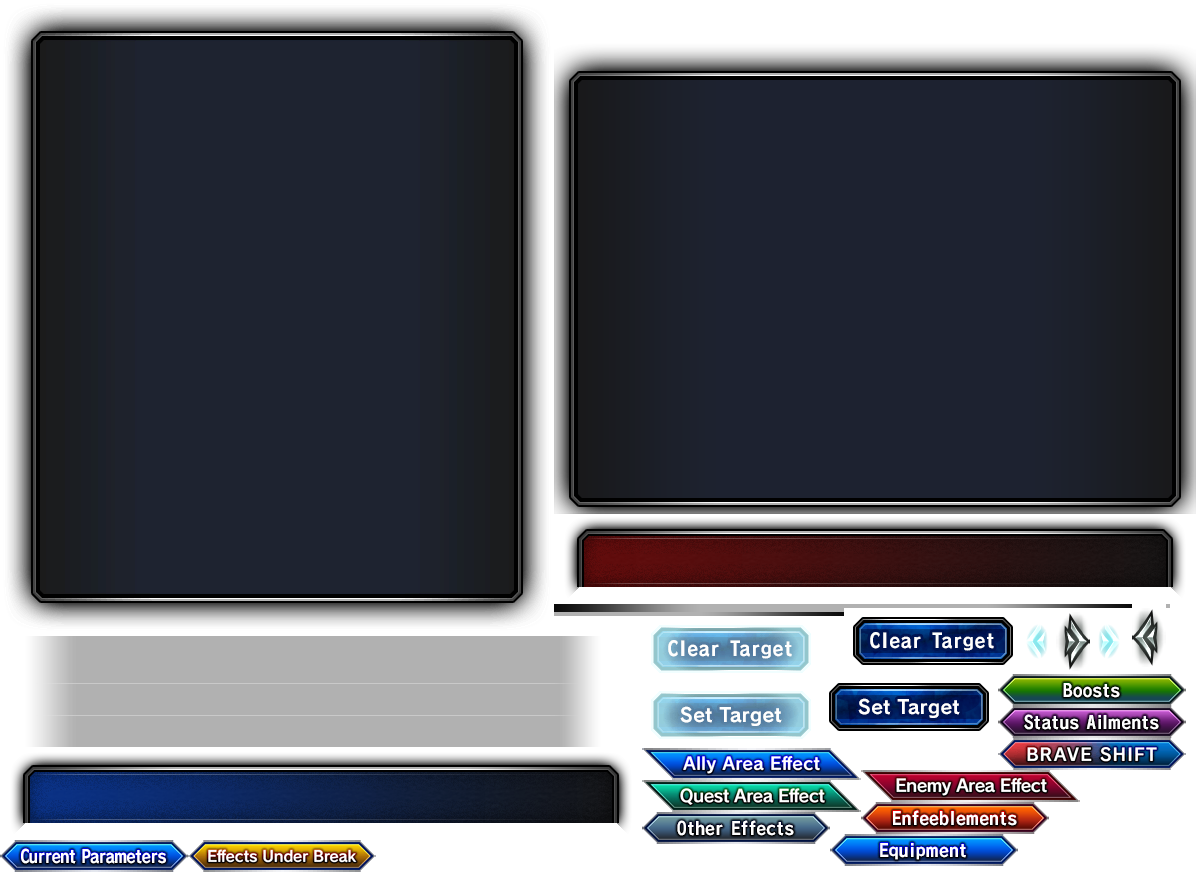 Clear Target
Clear Target
Set Target
Set Target
Boosts
Status Ailments
BRAVE SHIFT
Ally Area Effect
Enemy Area Effect
Quest Area Effect
Enfeeblements
Other Effects
Equipment
Current Parameters
Effects Under Break